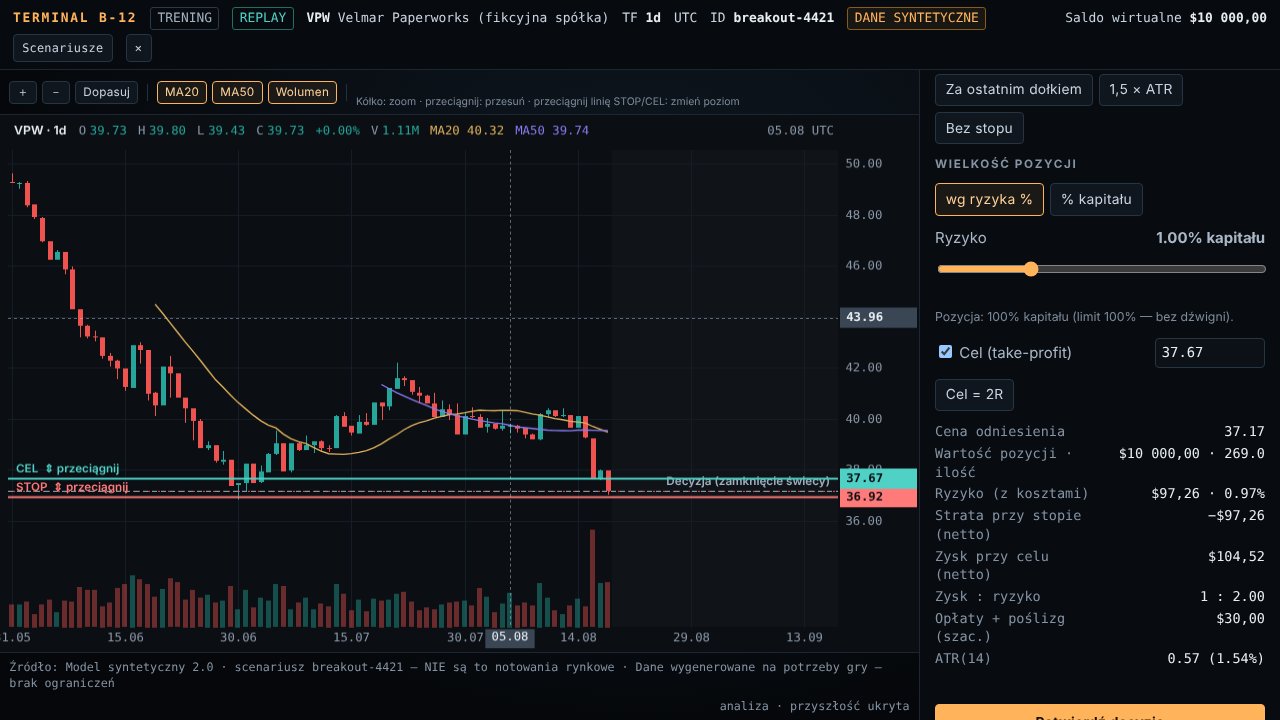 TERMINAL B-12 TRENING REPLAY VPW Velmar Paperworks (fikcyjna spółka) TF 1d UTC ID breakout-4421 DANE SYNTETYCZNE Saldo wirtualne $10 000,00
Scenariusze ×
+ − Dopasuj MA20 MA50 Wolumen Kółko: zoom · przeciągnij: przesuń · przeciągnij linię STOP/CEL: zmień poziom
VPW · 1d O 39.73 H 39.80 L 39.43 C 39.73 +0.00% V 1.11M MA20 40.32 MA50 39.74 05.08 UTC
50.00
48.00
46.00
43.96
42.00
40.00
38.00
CEL ⇕ przeciągnij
Decyzja (zamknięcie świecy) 37.67
STOP ⇕ przeciągnij
36.92
36.00
1.05 15.06 30.06 15.07 30.07 05.08 14.08 29.08 13.09
Źródło: Model syntetyczny 2.0 · scenariusz breakout-4421 — NIE są to notowania rynkowe · Dane wygenerowane na potrzeby gry —
brak ograniczeń
analiza · przyszłość ukryta
Za ostatnim dołkiem 1,5 × ATR
Bez stopu
WIELKOŚĆ POZYCJI
wg ryzyka % % kapitału
Ryzyko 1.00% kapitału
Pozycja: 100% kapitału (limit 100% — bez dźwigni).
Cel (take-profit) 37.67
Cel = 2R
Cena odniesienia 37.17
Wartość pozycji · $10 000,00 · 269.0
ilość
Ryzyko (z kosztami) $97,26 · 0.97%
Strata przy stopie −$97,26
(netto)
Zysk przy celu $104,52
(netto)
Zysk : ryzyko 1 : 2.00
Opłaty + poślizg $30,00
(szac.)
ATR(14) 0.57 (1.54%)